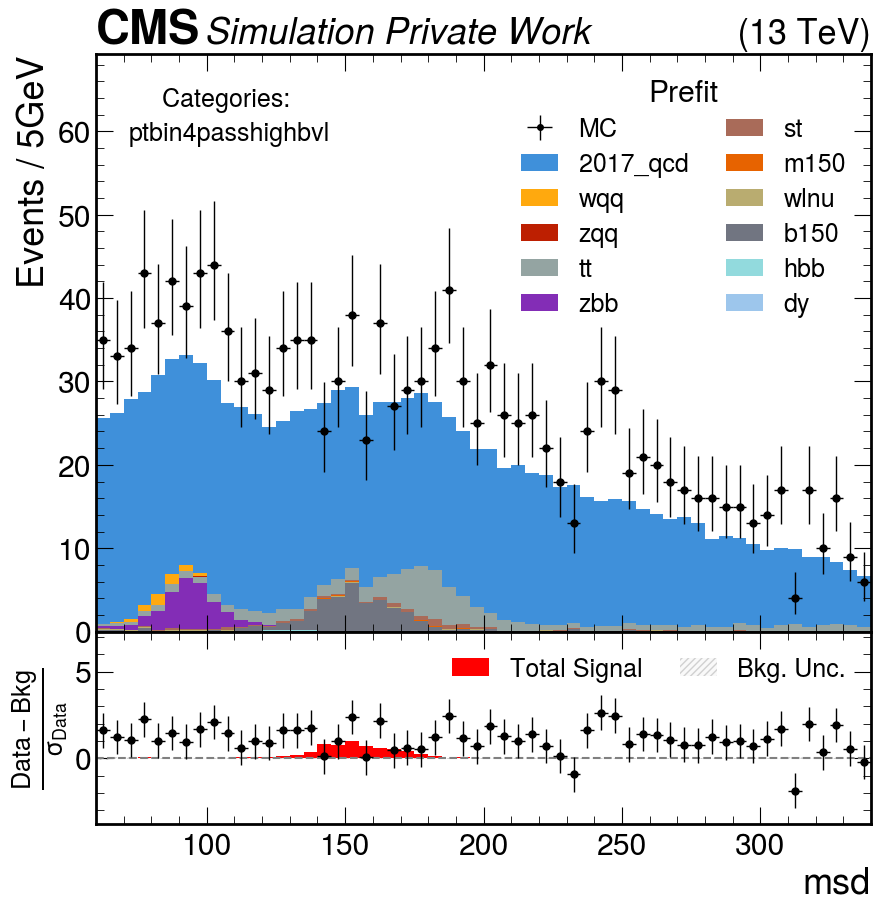 CMS Simulation Private Work (13 TeV)
Events / 5GeV
Categories:
ptbin4passhighbvl
Prefit
MC
2017_qcd
wqq
zqq
tt
zbb
st
m150
wlnu
b150
hbb
dy
60
50
40
30
20
10
0
Data − Bkg
σData
Total Signal
Bkg. Unc.
5
0
100 150 200 250 300
msd